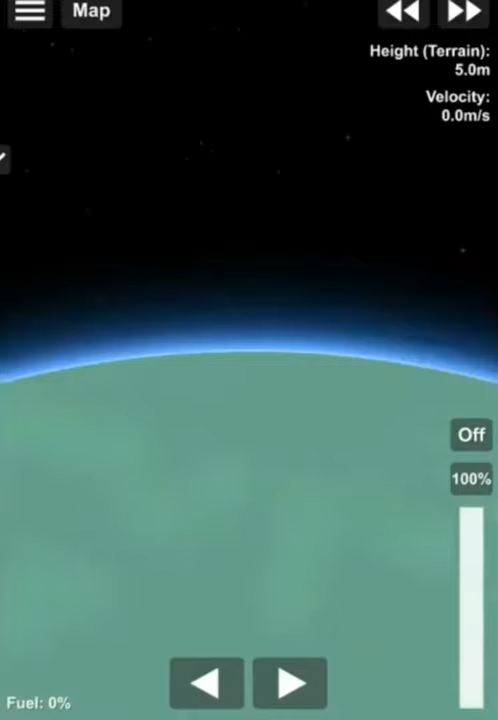 Map
Height (Terrain):
5.0m
Velocity:
0.0m/s
Off
100%
Fuel: 0%